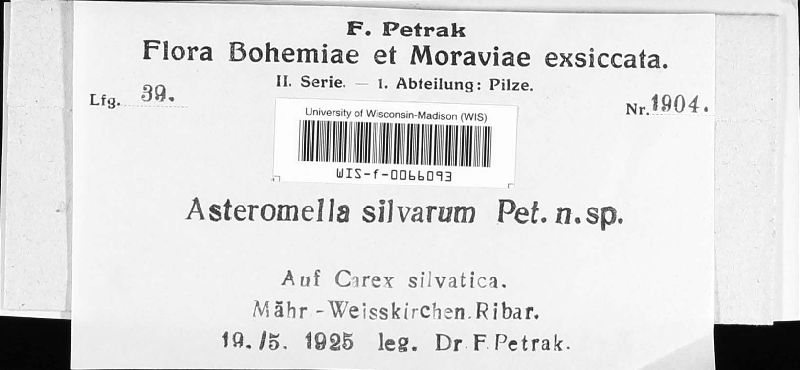 F. Petrak
Flora Bohemiae et Moraviae exsiccata.
II. Serie. — 1. Abteilung: Pilze.
Lfg. 39.
Nr. 1904.
University of Wisconsin-Madison (WIS)
WIS-f-0066093
Asteromella silvarum Pet. n. sp.
Auf Carex silvatica.
Mähr-Weisskirchen. Ribar.
19./5. 1925 leg. Dr F. Petrak.